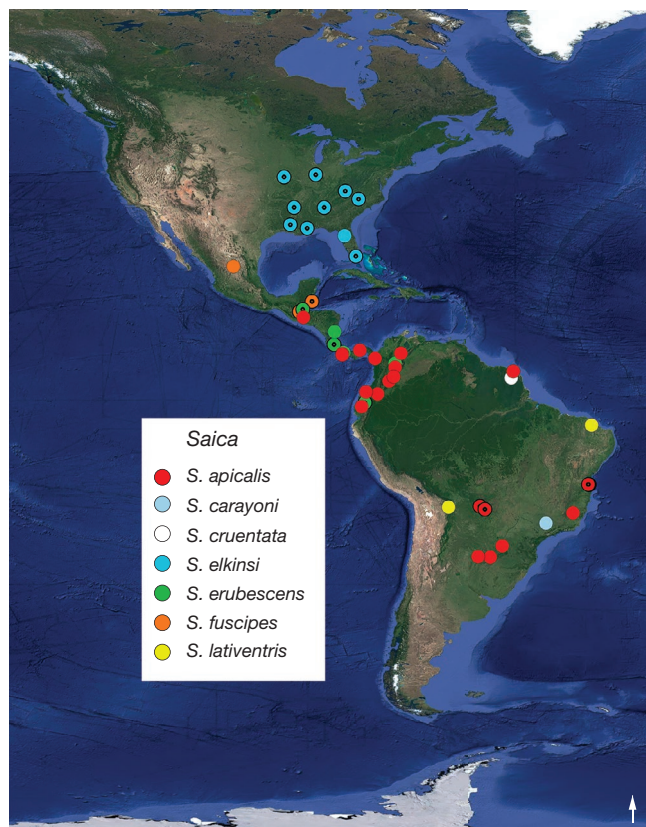 Saica
S. apicalis
S. carayoni
S. cruentata
S. elkinsi
S. erubescens
S. fuscipes
S. lativentris